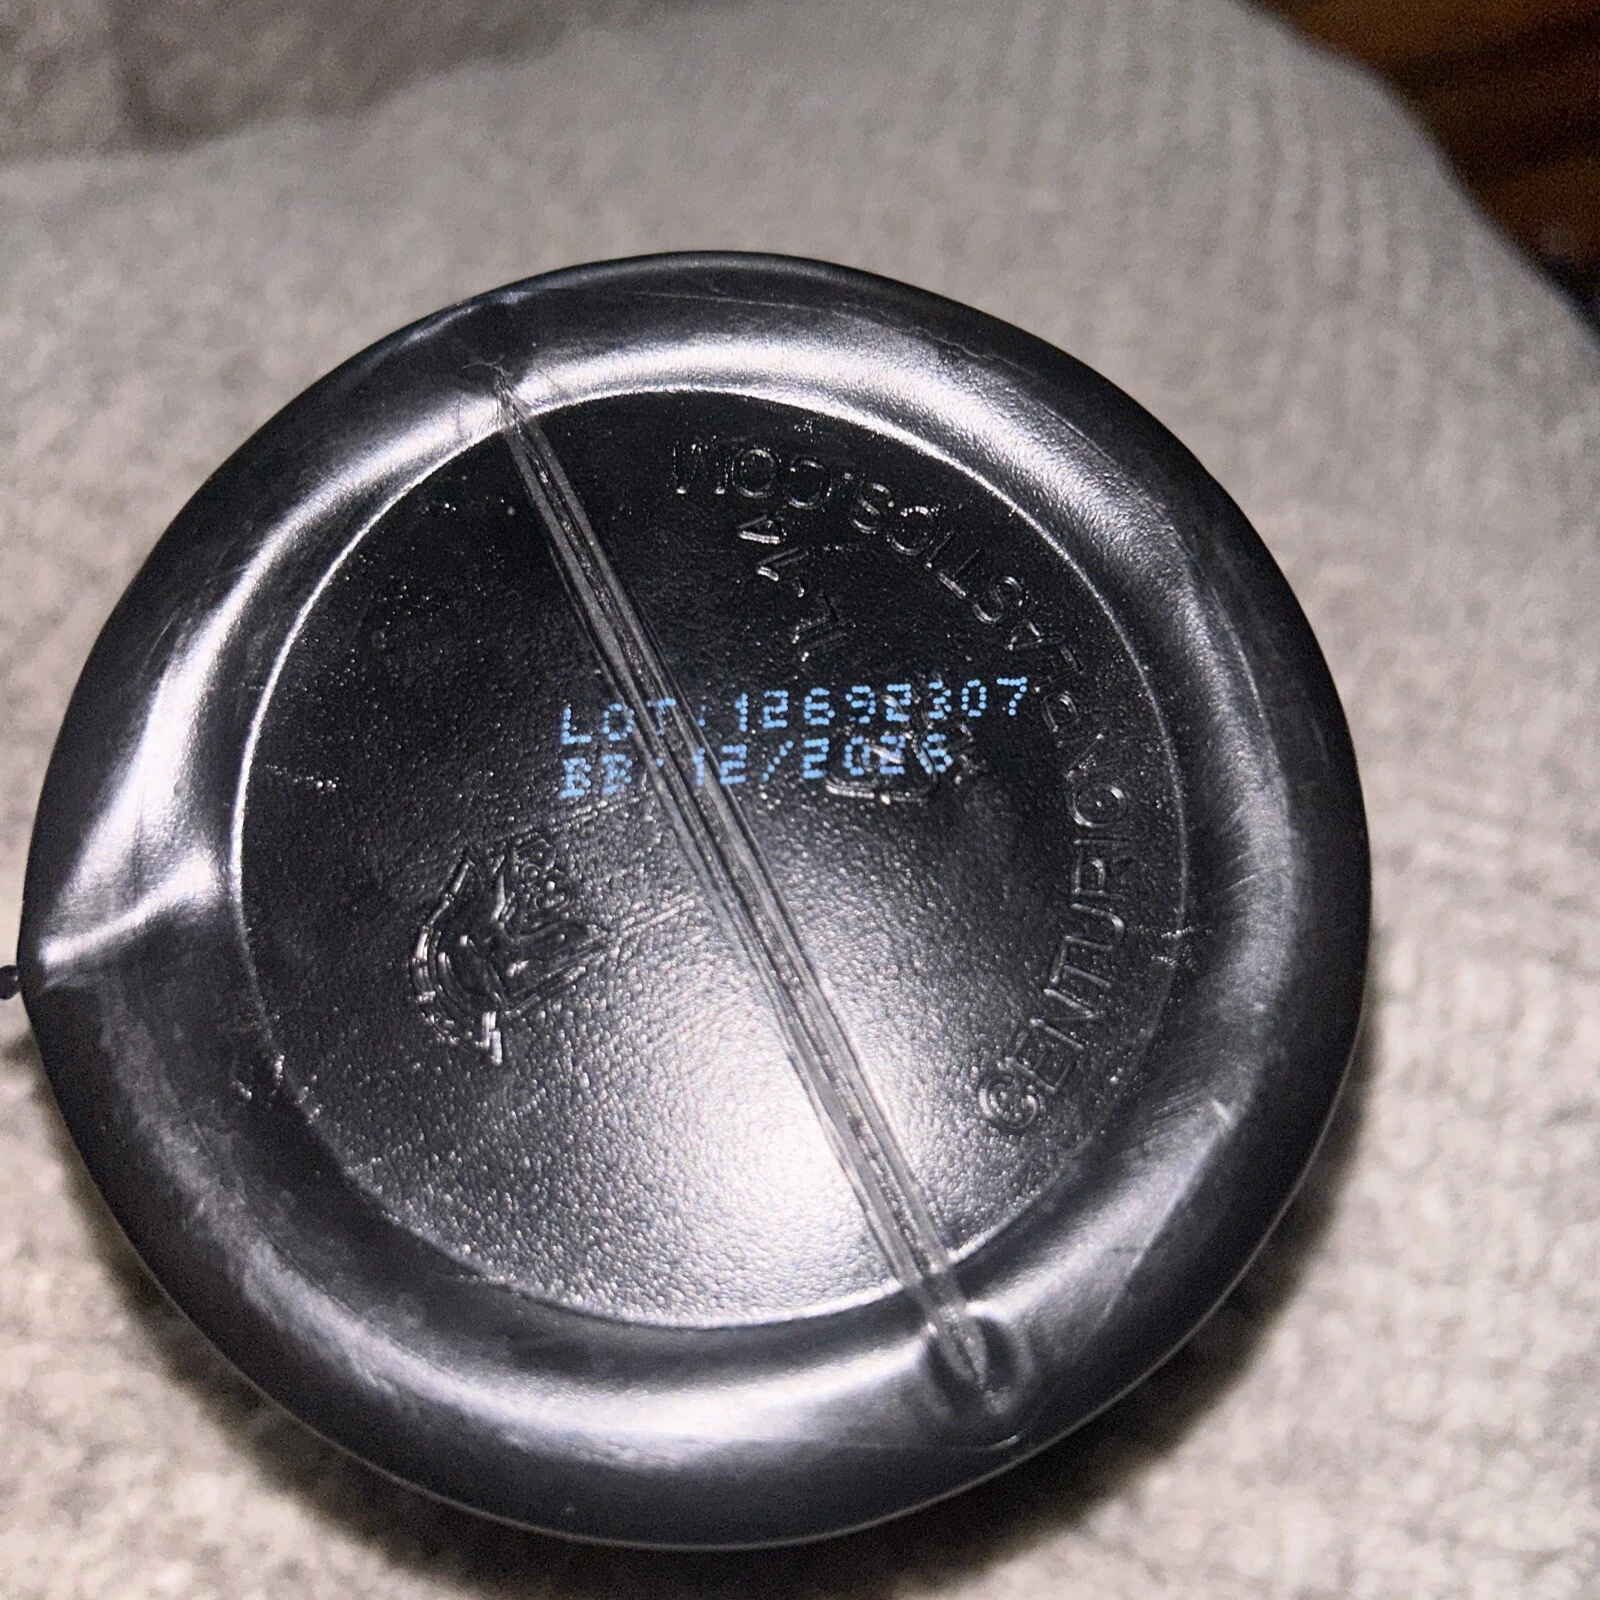 LOT: 12692307
BB: 12/2026
CENTURIONPLASTICS.COM